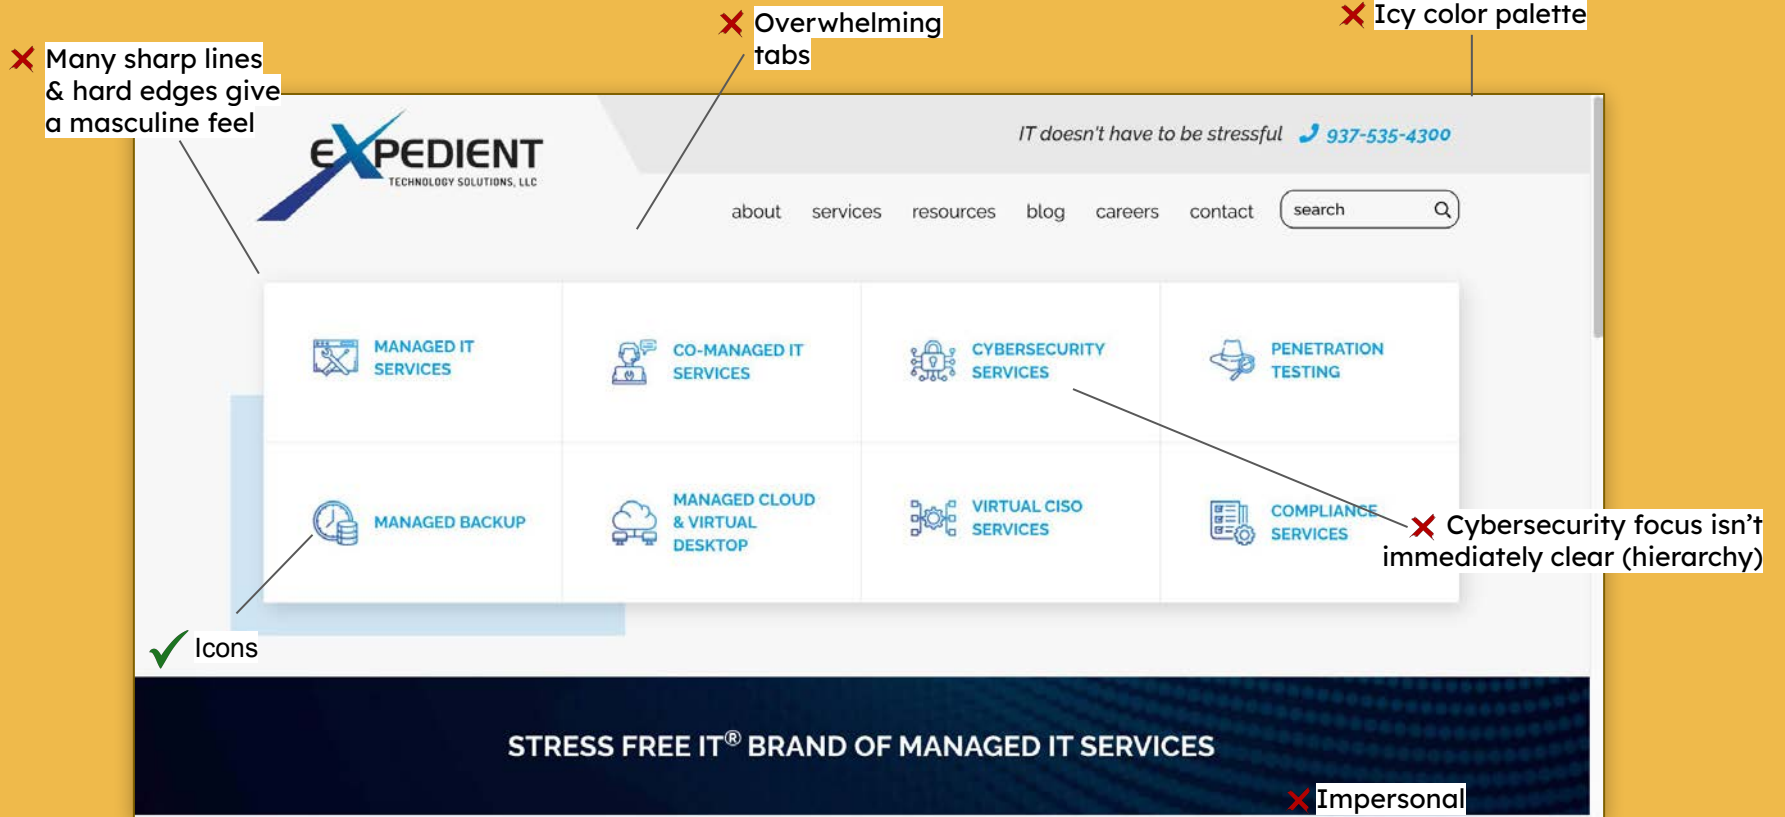 Overwhelming
tabs
Icy color palette
Many sharp lines
& hard edges give
a masculine feel
EXPEDIENT
TECHNOLOGY SOLUTIONS, LLC
IT doesn't have to be stressful 937-535-4300
about services resources blog careers contact search
MANAGED IT
SERVICES
CO-MANAGED IT
SERVICES
CYBERSECURITY
SERVICES
PENETRATION
TESTING
MANAGED BACKUP
MANAGED CLOUD
& VIRTUAL
DESKTOP
VIRTUAL CISO
SERVICES
COMPLIANCE
SERVICES
Cybersecurity focus isn’t
immediately clear (hierarchy)
Icons
STRESS FREE IT® BRAND OF MANAGED IT SERVICES
Impersonal